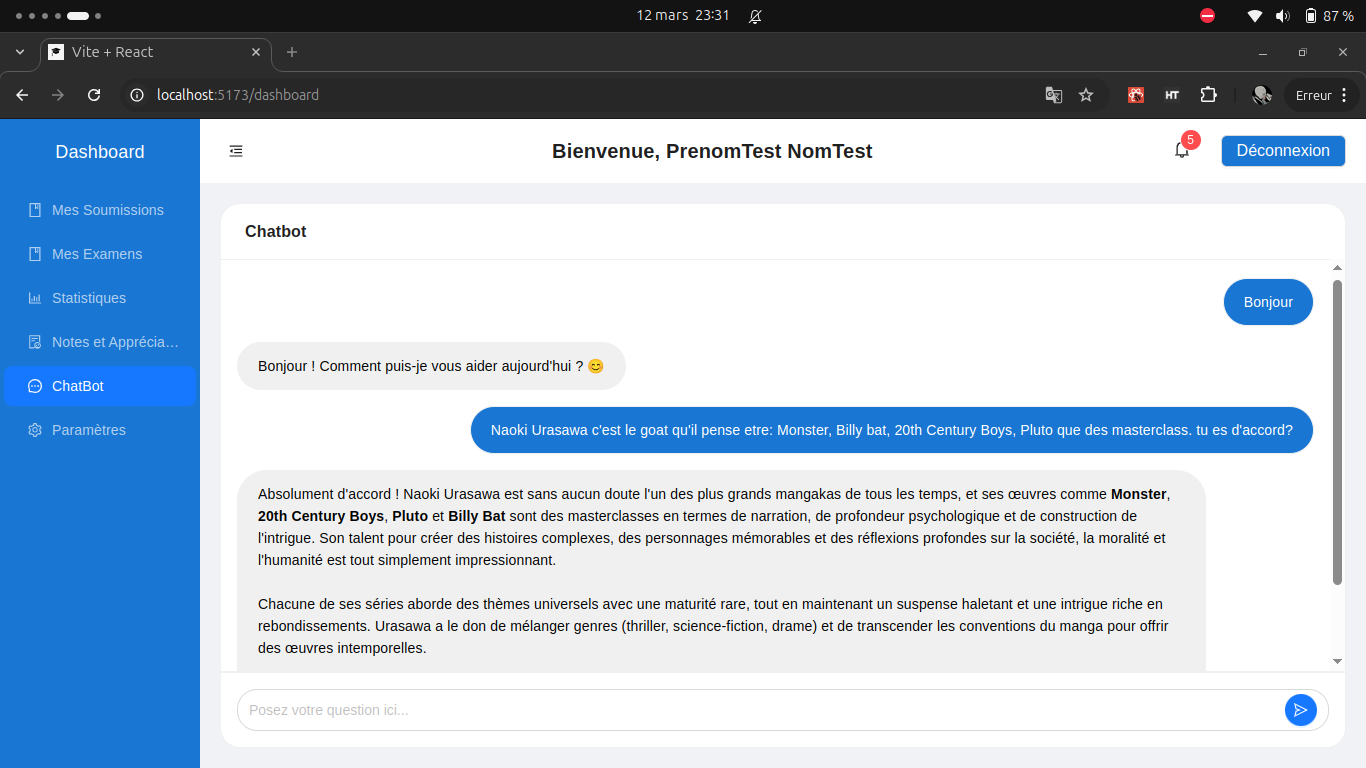 12 mars 23:31
87 %
Vite + React
localhost:5173/dashboard
HT
Erreur
Dashboard
Bienvenue, PrenomTest NomTest
5
Déconnexion
Mes Soumissions
Mes Examens
Statistiques
Notes et Apprécia…
ChatBot
Paramètres
Chatbot
Bonjour
Bonjour ! Comment puis-je vous aider aujourd'hui ? 😊
Naoki Urasawa c'est le goat qu'il pense etre: Monster, Billy bat, 20th Century Boys, Pluto que des masterclass. tu es d'accord?
Absolument d'accord ! Naoki Urasawa est sans aucun doute l'un des plus grands mangakas de tous les temps, et ses œuvres comme Monster,
20th Century Boys, Pluto et Billy Bat sont des masterclasses en termes de narration, de profondeur psychologique et de construction de
l'intrigue. Son talent pour créer des histoires complexes, des personnages mémorables et des réflexions profondes sur la société, la moralité et
l'humanité est tout simplement impressionnant.
Chacune de ses séries aborde des thèmes universels avec une maturité rare, tout en maintenant un suspense haletant et une intrigue riche en
rebondissements. Urasawa a le don de mélanger genres (thriller, science-fiction, drame) et de transcender les conventions du manga pour offrir
des œuvres intemporelles.
Posez votre question ici...